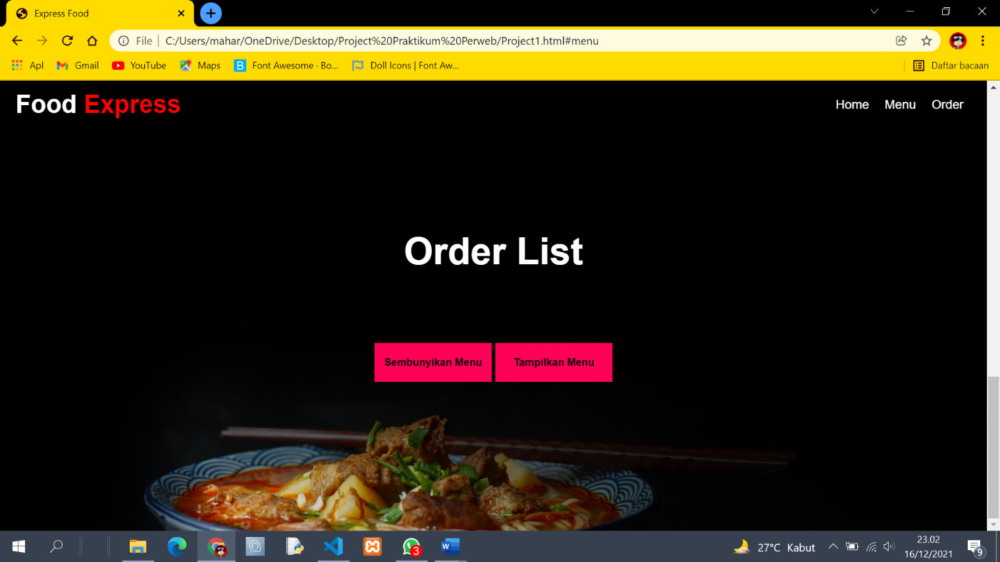 Express Food
File C:/Users/mahar/OneDrive/Desktop/Project%20Praktikum%20Perweb/Project1.html#menu
Apl Gmail YouTube Maps Font Awesome · Bo... Doll Icons | Font Aw... Daftar bacaan
Food Express Home Menu Order
Order List
Sembunyikan Menu Tampilkan Menu
27°C Kabut
23.02
16/12/2021
3
9